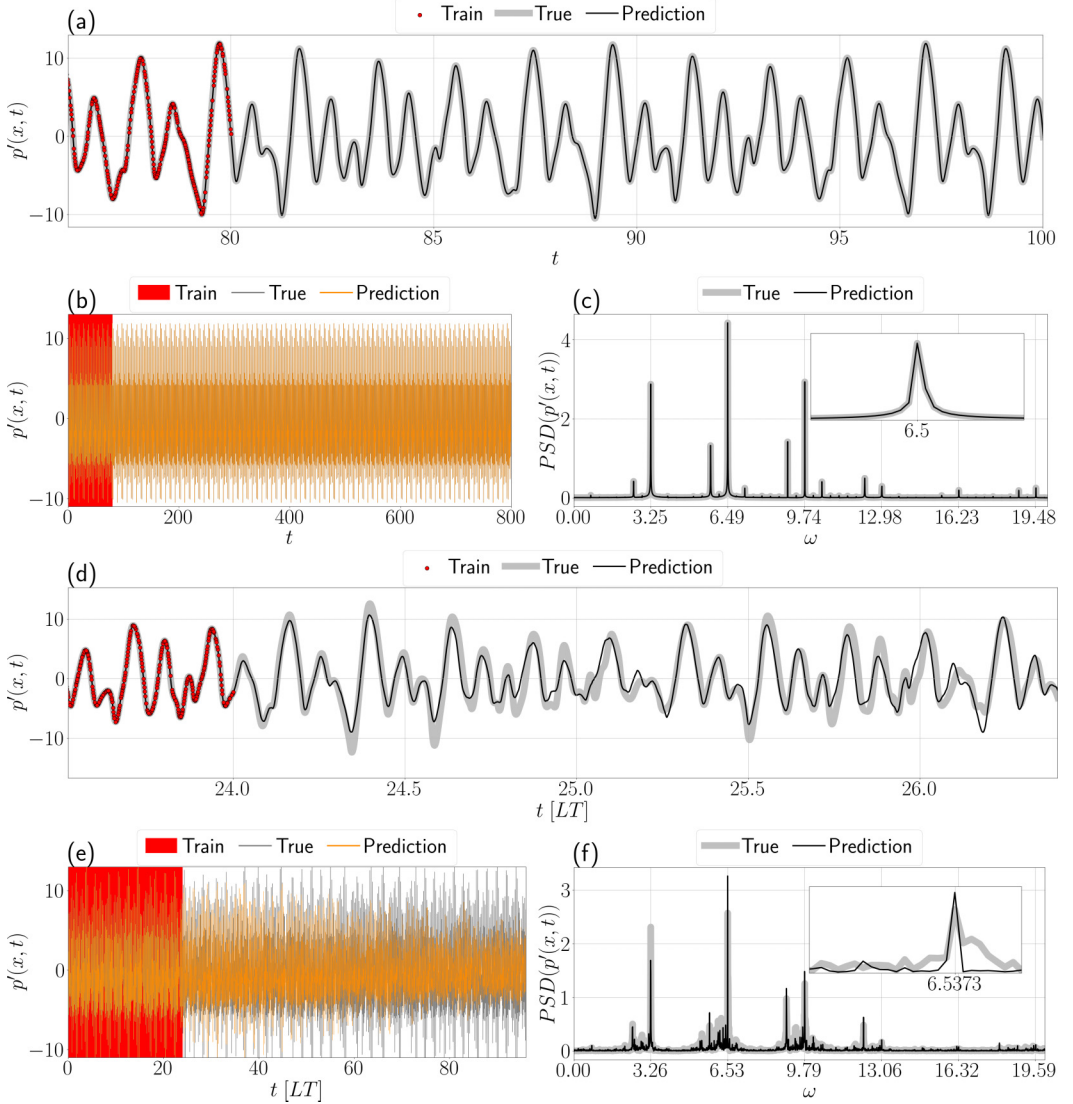 (a) Train True Prediction
10
0
−10
p′(x, t)
80 85 90 95 100
t
(b) Train True Prediction
10
0
−10
p′(x, t)
0 200 400 600 800
t
(c) True Prediction
4
2
0
PSD(p′(x, t))
6.5
0.00 3.25 6.49 9.74 12.98 16.23 19.48
ω
(d) Train True Prediction
10
0
−10
p′(x, t)
24.0 24.5 25.0 25.5 26.0
t [LT]
(e) Train True Prediction
10
0
−10
p′(x, t)
0 20 40 60 80
t [LT]
(f) True Prediction
3
2
1
0
PSD(p′(x, t))
6.5373
0.00 3.26 6.53 9.79 13.06 16.32 19.59
ω